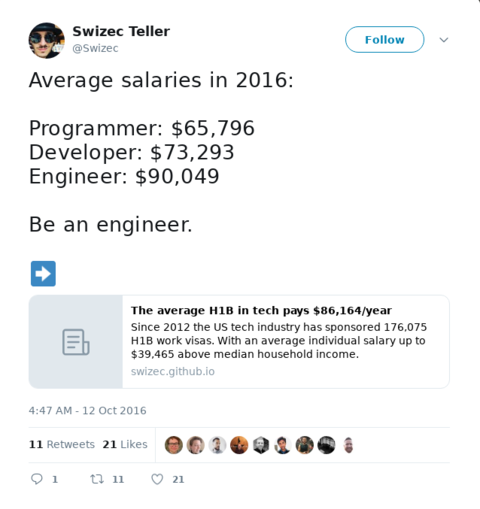 Swizec Teller
@Swizec
Follow
Average salaries in 2016:
Programmer: $65,796
Developer: $73,293
Engineer: $90,049
Be an engineer.
The average H1B in tech pays $86,164/year
Since 2012 the US tech industry has sponsored 176,075
H1B work visas. With an average individual salary up to
$39,465 above median household income.
swizec.github.io
4:47 AM - 12 Oct 2016
11 Retweets 21 Likes
1 11 21